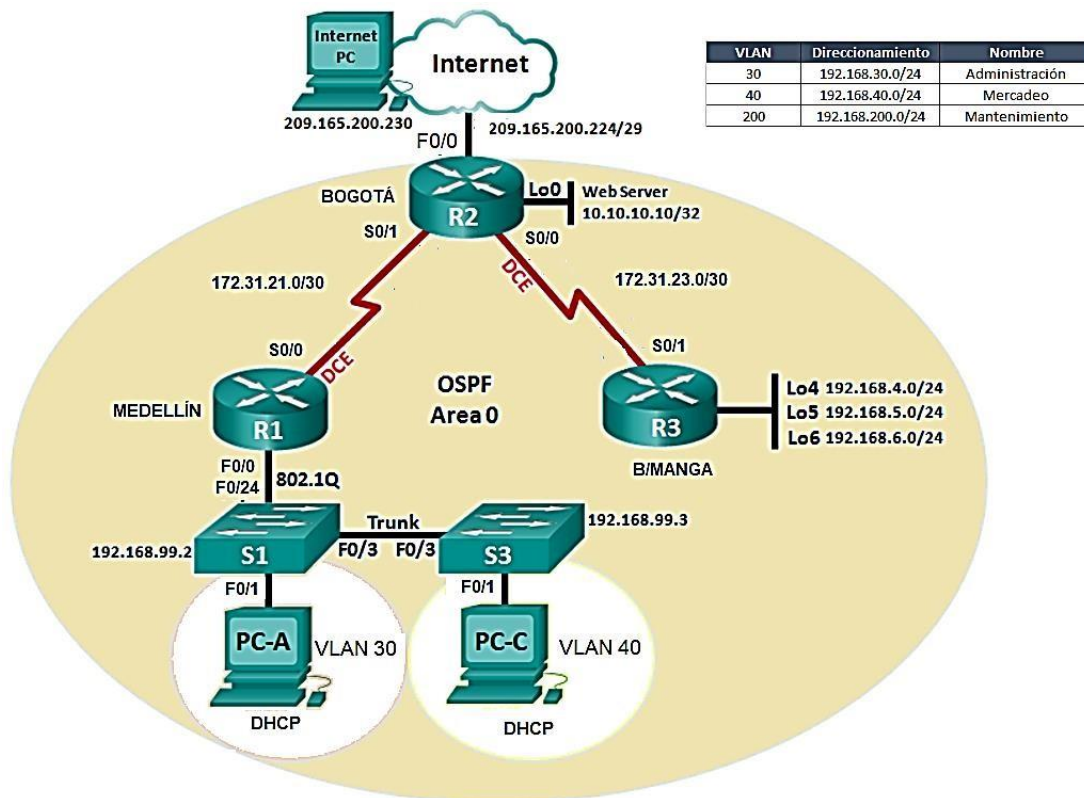 Internet
PC
Internet
209.165.200.230
209.165.200.224/29
F0/0
VLAN Direccionamiento Nombre
30 192.168.30.0/24 Administración
40 192.168.40.0/24 Mercadeo
200 192.168.200.0/24 Mantenimiento
BOGOTÁ
R2
Lo0
Web Server
10.10.10.10/32
S0/1
S0/0
DCE
172.31.21.0/30
172.31.23.0/30
S0/0
DCE
S0/1
OSPF
Area 0
MEDELLÍN
R1
R3
B/MANGA
Lo4 192.168.4.0/24
Lo5 192.168.5.0/24
Lo6 192.168.6.0/24
F0/0
F0/24
802.1Q
Trunk
192.168.99.2
S1
F0/3
F0/3
S3
192.168.99.3
F0/1
F0/1
PC-A
VLAN 30
DHCP
PC-C
VLAN 40
DHCP